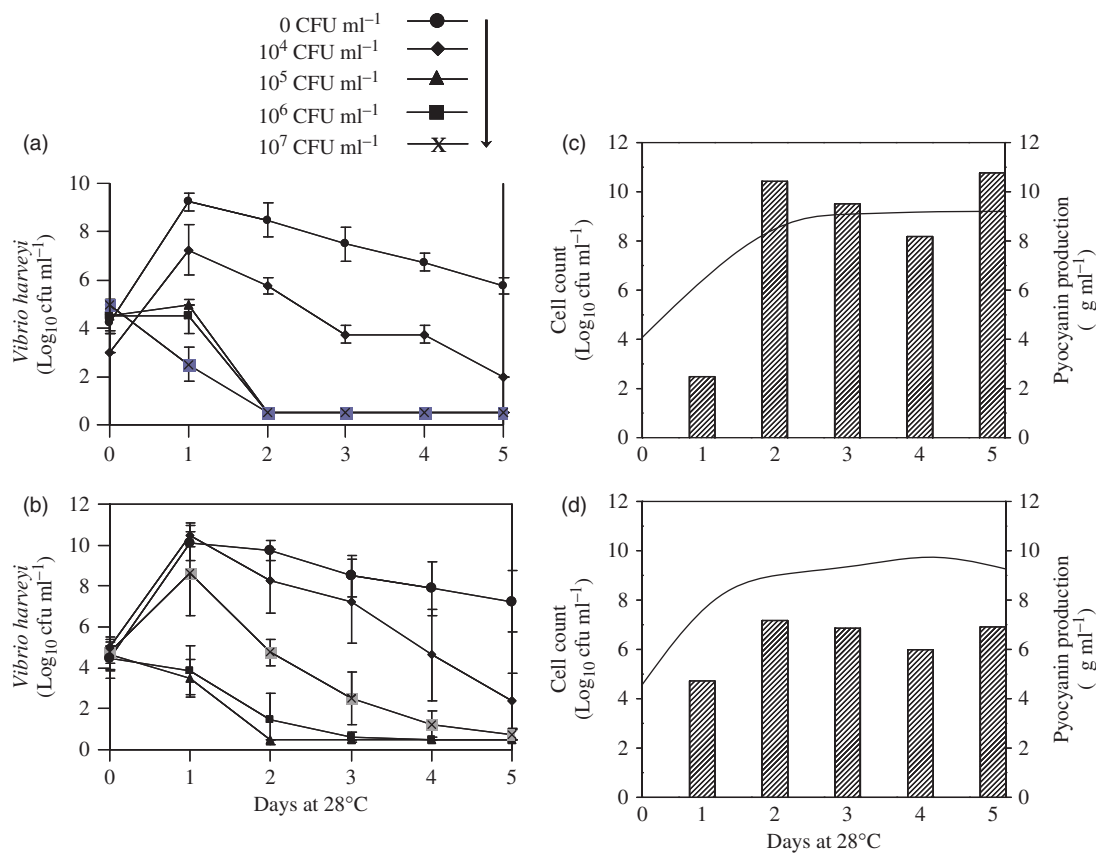 0 CFU ml⁻¹
10⁴ CFU ml⁻¹
10⁵ CFU ml⁻¹
10⁶ CFU ml⁻¹
10⁷ CFU ml⁻¹
(a)
10
8
6
4
2
0
0 1 2 3 4 5
Vibrio harveyi
(Log₁₀ cfu ml⁻¹)
(c)
12
10
8
6
4
2
0
0 1 2 3 4 5
Cell count
(Log₁₀ cfu ml⁻¹)
12
10
8
6
4
2
0
Pyocyanin production
( g ml⁻¹)
(b)
12
10
8
6
4
2
0
0 1 2 3 4 5
Vibrio harveyi
(Log₁₀ cfu ml⁻¹)
Days at 28°C
(d)
12
10
8
6
4
2
0
0 1 2 3 4 5
Cell count
(Log₁₀ cfu ml⁻¹)
12
10
8
6
4
2
0
Pyocyanin production
( g ml⁻¹)
Days at 28°C